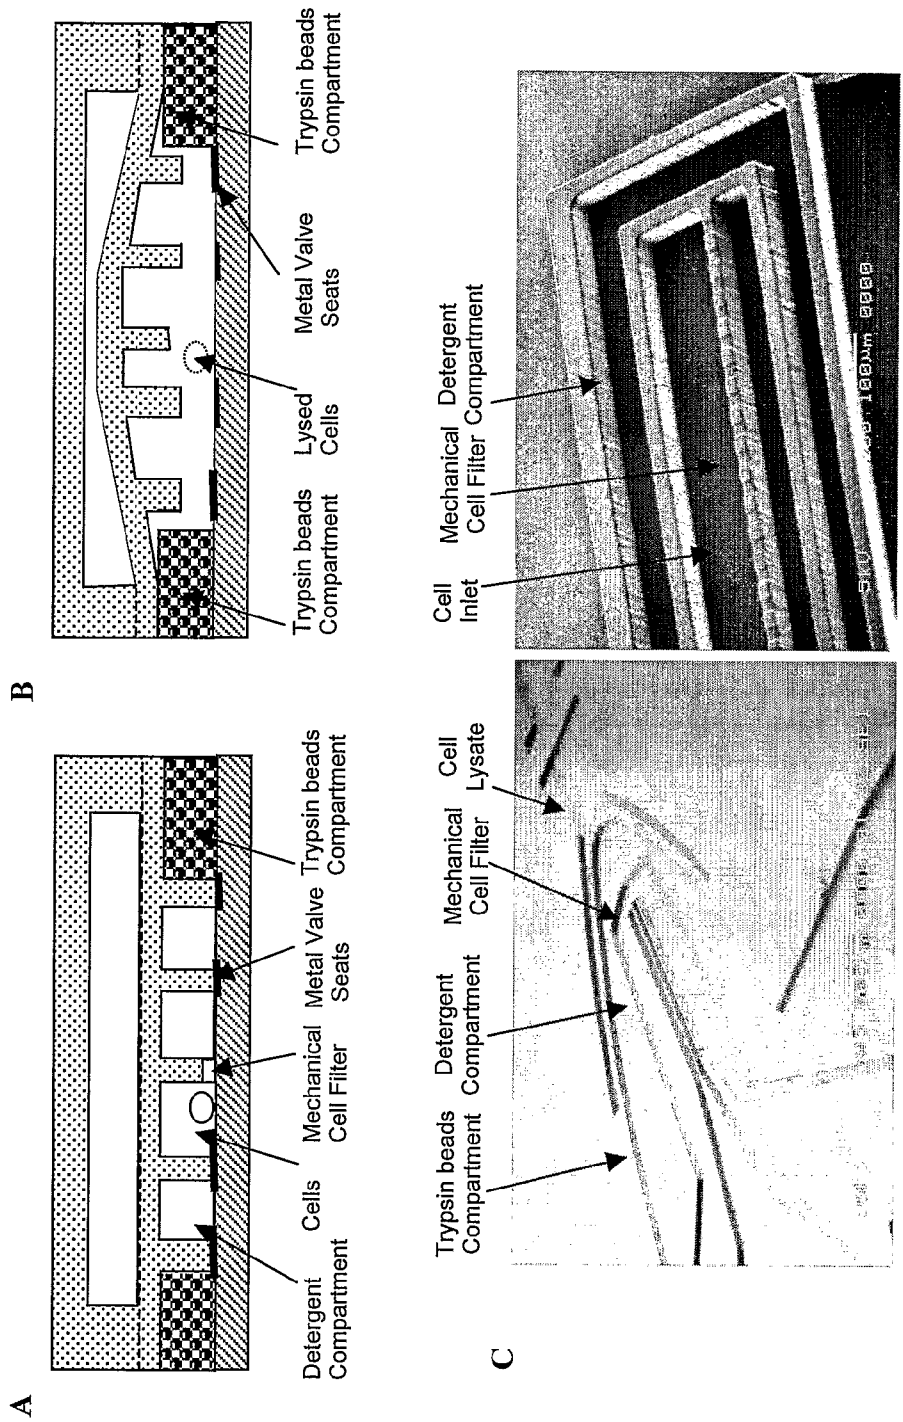 A
Detergent
Compartment
Cells
Mechanical
Cell Filter
Metal Valve
Seats
Trypsin beads
Compartment
B
Trypsin beads
Compartment
Lysed
Cells
Metal Valve
Seats
Trypsin beads
Compartment
C
Trypsin beads
Compartment
Detergent
Compartment
Mechanical
Cell Filter
Cell
Lysate
Cell
Inlet
Mechanical
Cell Filter
Detergent
Compartment
100µm 0000